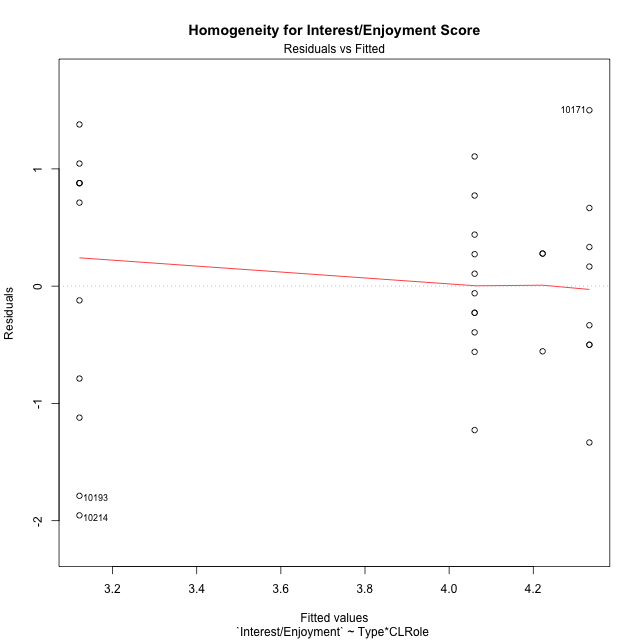 Homogeneity for Interest/Enjoyment Score
Residuals vs Fitted
10171
1
0
-1
-2
Residuals
10193
10214
3.2 3.4 3.6 3.8 4.0 4.2
Fitted values
`Interest/Enjoyment` ~ Type*CLRole